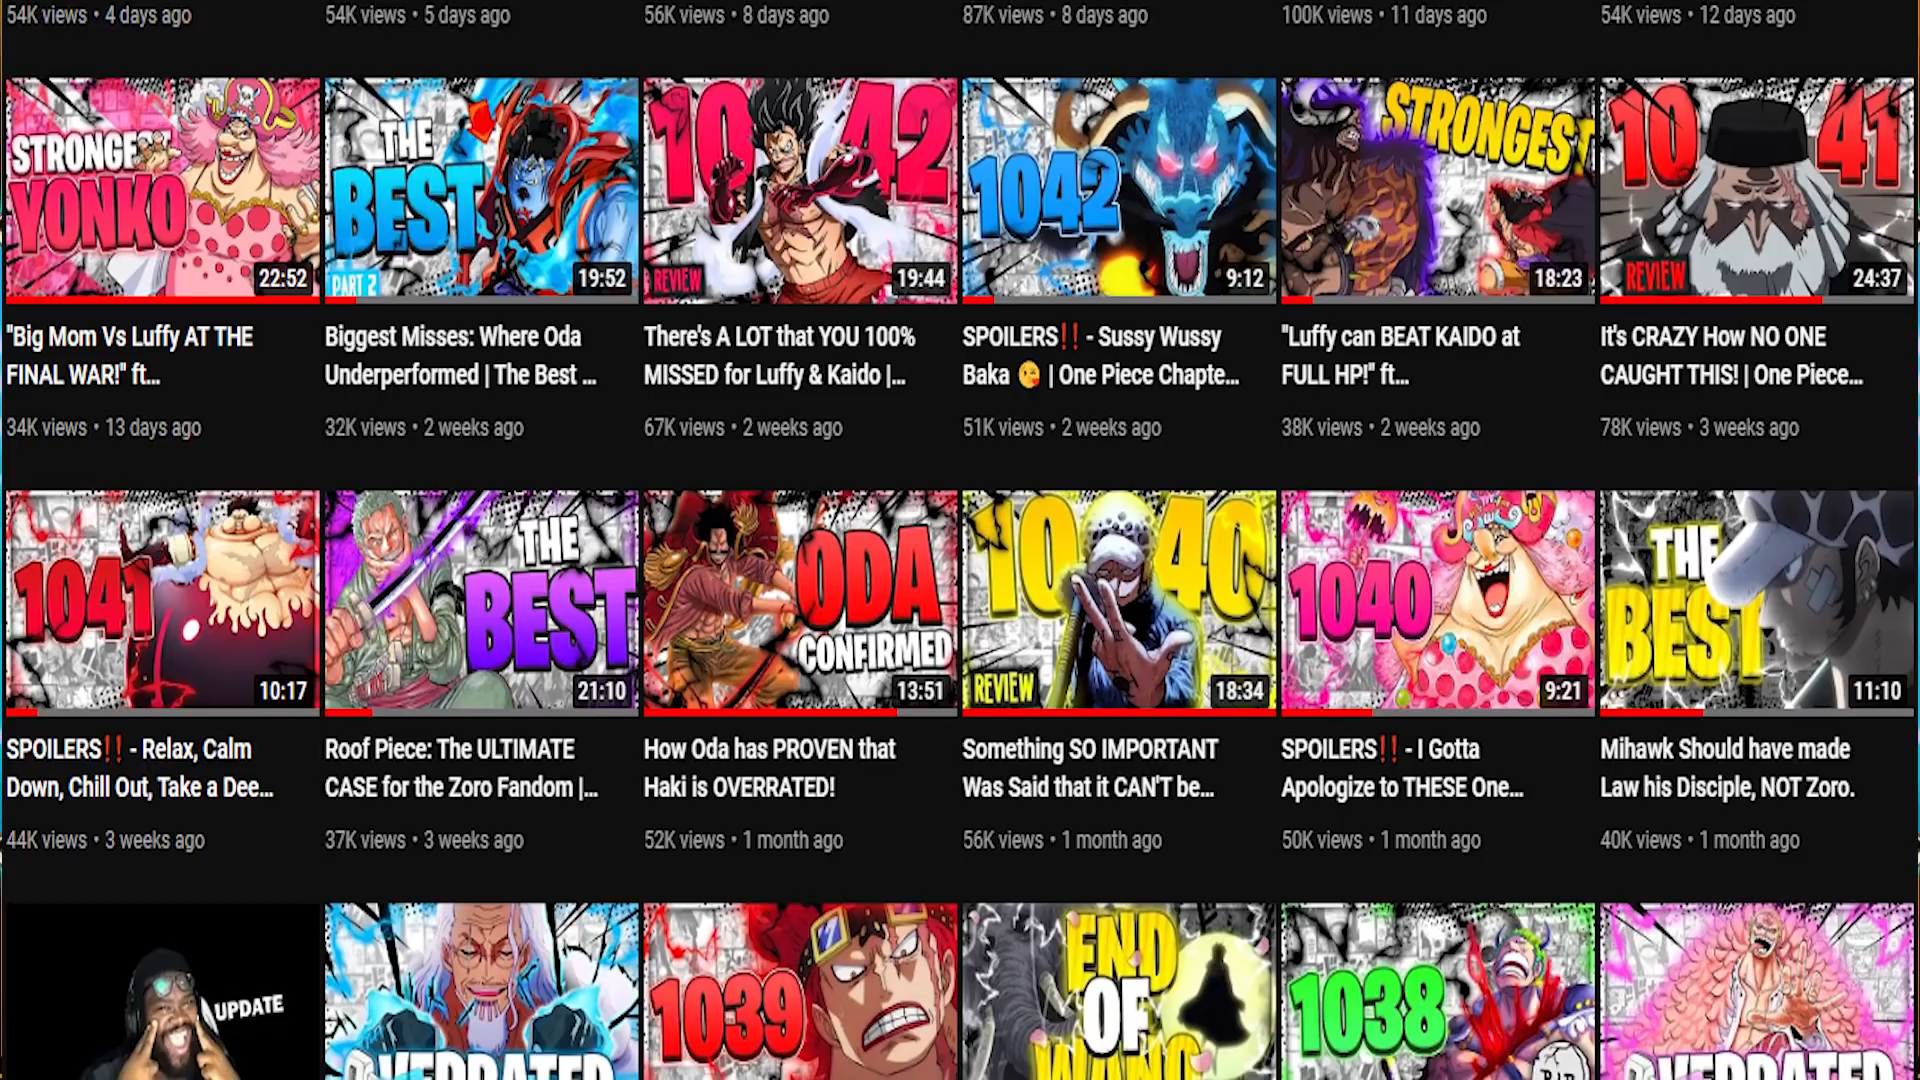 54K views • 4 days ago
54K views • 5 days ago
56K views • 8 days ago
87K views • 8 days ago
100K views • 11 days ago
54K views • 12 days ago
STRONGEST
YONKO
22:52
THE
BEST
PART 2
19:52
1042
REVIEW
19:44
1042
9:12
STRONGEST
18:23
1041
REVIEW
24:37
"Big Mom Vs Luffy AT THE
FINAL WAR!" ft...
34K views • 13 days ago
Biggest Misses: Where Oda
Underperformed | The Best ...
32K views • 2 weeks ago
There's A LOT that YOU 100%
MISSED for Luffy & Kaido |...
67K views • 2 weeks ago
SPOILERS‼️ - Sussy Wussy
Baka 😘 | One Piece Chapte...
51K views • 2 weeks ago
"Luffy can BEAT KAIDO at
FULL HP!" ft...
38K views • 2 weeks ago
It's CRAZY How NO ONE
CAUGHT THIS! | One Piece...
78K views • 3 weeks ago
1041
10:17
THE
BEST
21:10
ODA
CONFIRMED
13:51
1040
REVIEW
18:34
1040
9:21
THE
BEST
11:10
SPOILERS‼️ - Relax, Calm
Down, Chill Out, Take a Dee...
44K views • 3 weeks ago
Roof Piece: The ULTIMATE
CASE for the Zoro Fandom |...
37K views • 3 weeks ago
How Oda has PROVEN that
Haki is OVERRATED!
52K views • 1 month ago
Something SO IMPORTANT
Was Said that it CAN'T be...
56K views • 1 month ago
SPOILERS‼️ - I Gotta
Apologize to THESE One...
50K views • 1 month ago
Mihawk Should have made
Law his Disciple, NOT Zoro.
40K views • 1 month ago
UPDATE
OVERRATED
1039
END
OF
WANO
1038
RIP
OVERRATED